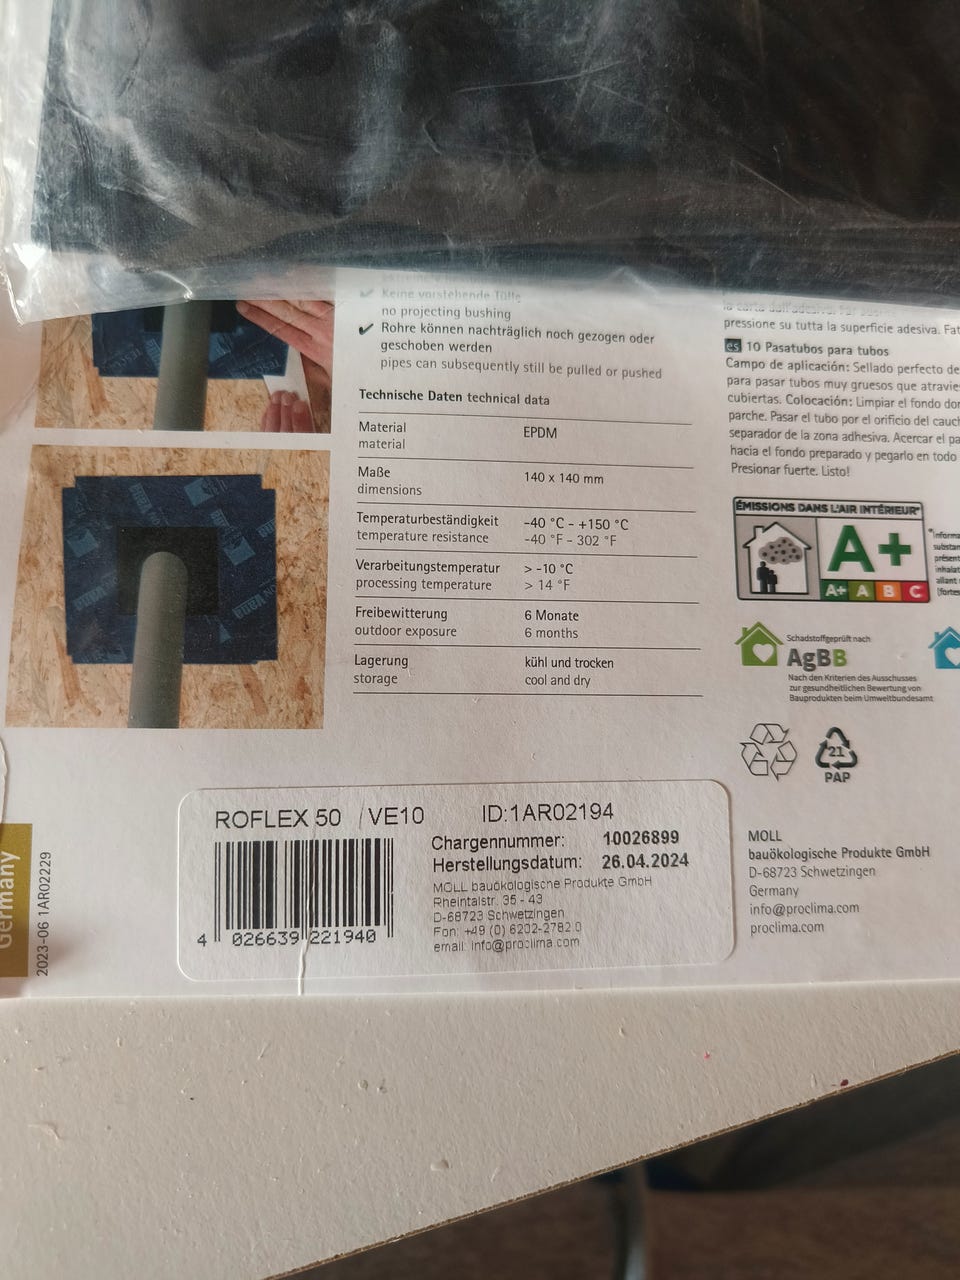 Keine vorstehende Tülle
no projecting bushing
✔ Rohre können nachträglich noch gezogen oder
geschoben werden
pipes can subsequently still be pulled or pushed
Technische Daten technical data
Material
material
EPDM
Maße
dimensions
140 x 140 mm
Temperaturbeständigkeit
temperature resistance
-40 °C - +150 °C
-40 °F - 302 °F
Verarbeitungstemperatur
processing temperature
> -10 °C
> 14 °F
Freibewitterung
outdoor exposure
6 Monate
6 months
Lagerung
storage
kühl und trocken
cool and dry
pressione su tutta la superficie adesiva. Fat
es 10 Pasatubos para tubos
Campo de aplicación: Sellado perfecto de
para pasar tubos muy gruesos que atravie
cubiertas. Colocación: Limpiar el fondo don
parche. Pasar el tubo por el orificio del cauc
separador de la zona adhesiva. Acercar el pa
hacia el fondo preparado y pegarlo en todo
Presionar fuerte. Listo!
ÉMISSIONS DANS L'AIR INTÉRIEUR*
A+
A+ A B C
*Informa
substan
présent
inhalat
allant
(fortes
Schadstoffgeprüft nach
AgBB
Nach den Kriterien des Ausschusses
zur gesundheitlichen Bewertung von
Bauprodukten beim Umweltbundesamt
21
PAP
MOLL
bauökologische Produkte GmbH
D-68723 Schwetzingen
Germany
info@proclima.com
proclima.com
ROFLEX 50 /VE10 ID:1AR02194
Chargennummer: 10026899
Herstellungsdatum: 26.04.2024
MOLL bauökologische Produkte GmbH
Rheintalstr. 35 - 43
D-68723 Schwetzingen
Fon: +49 (0) 6202-2782.0
email: info@proclima.com
4 026639 221940
Germany
2023-06 1AR02229